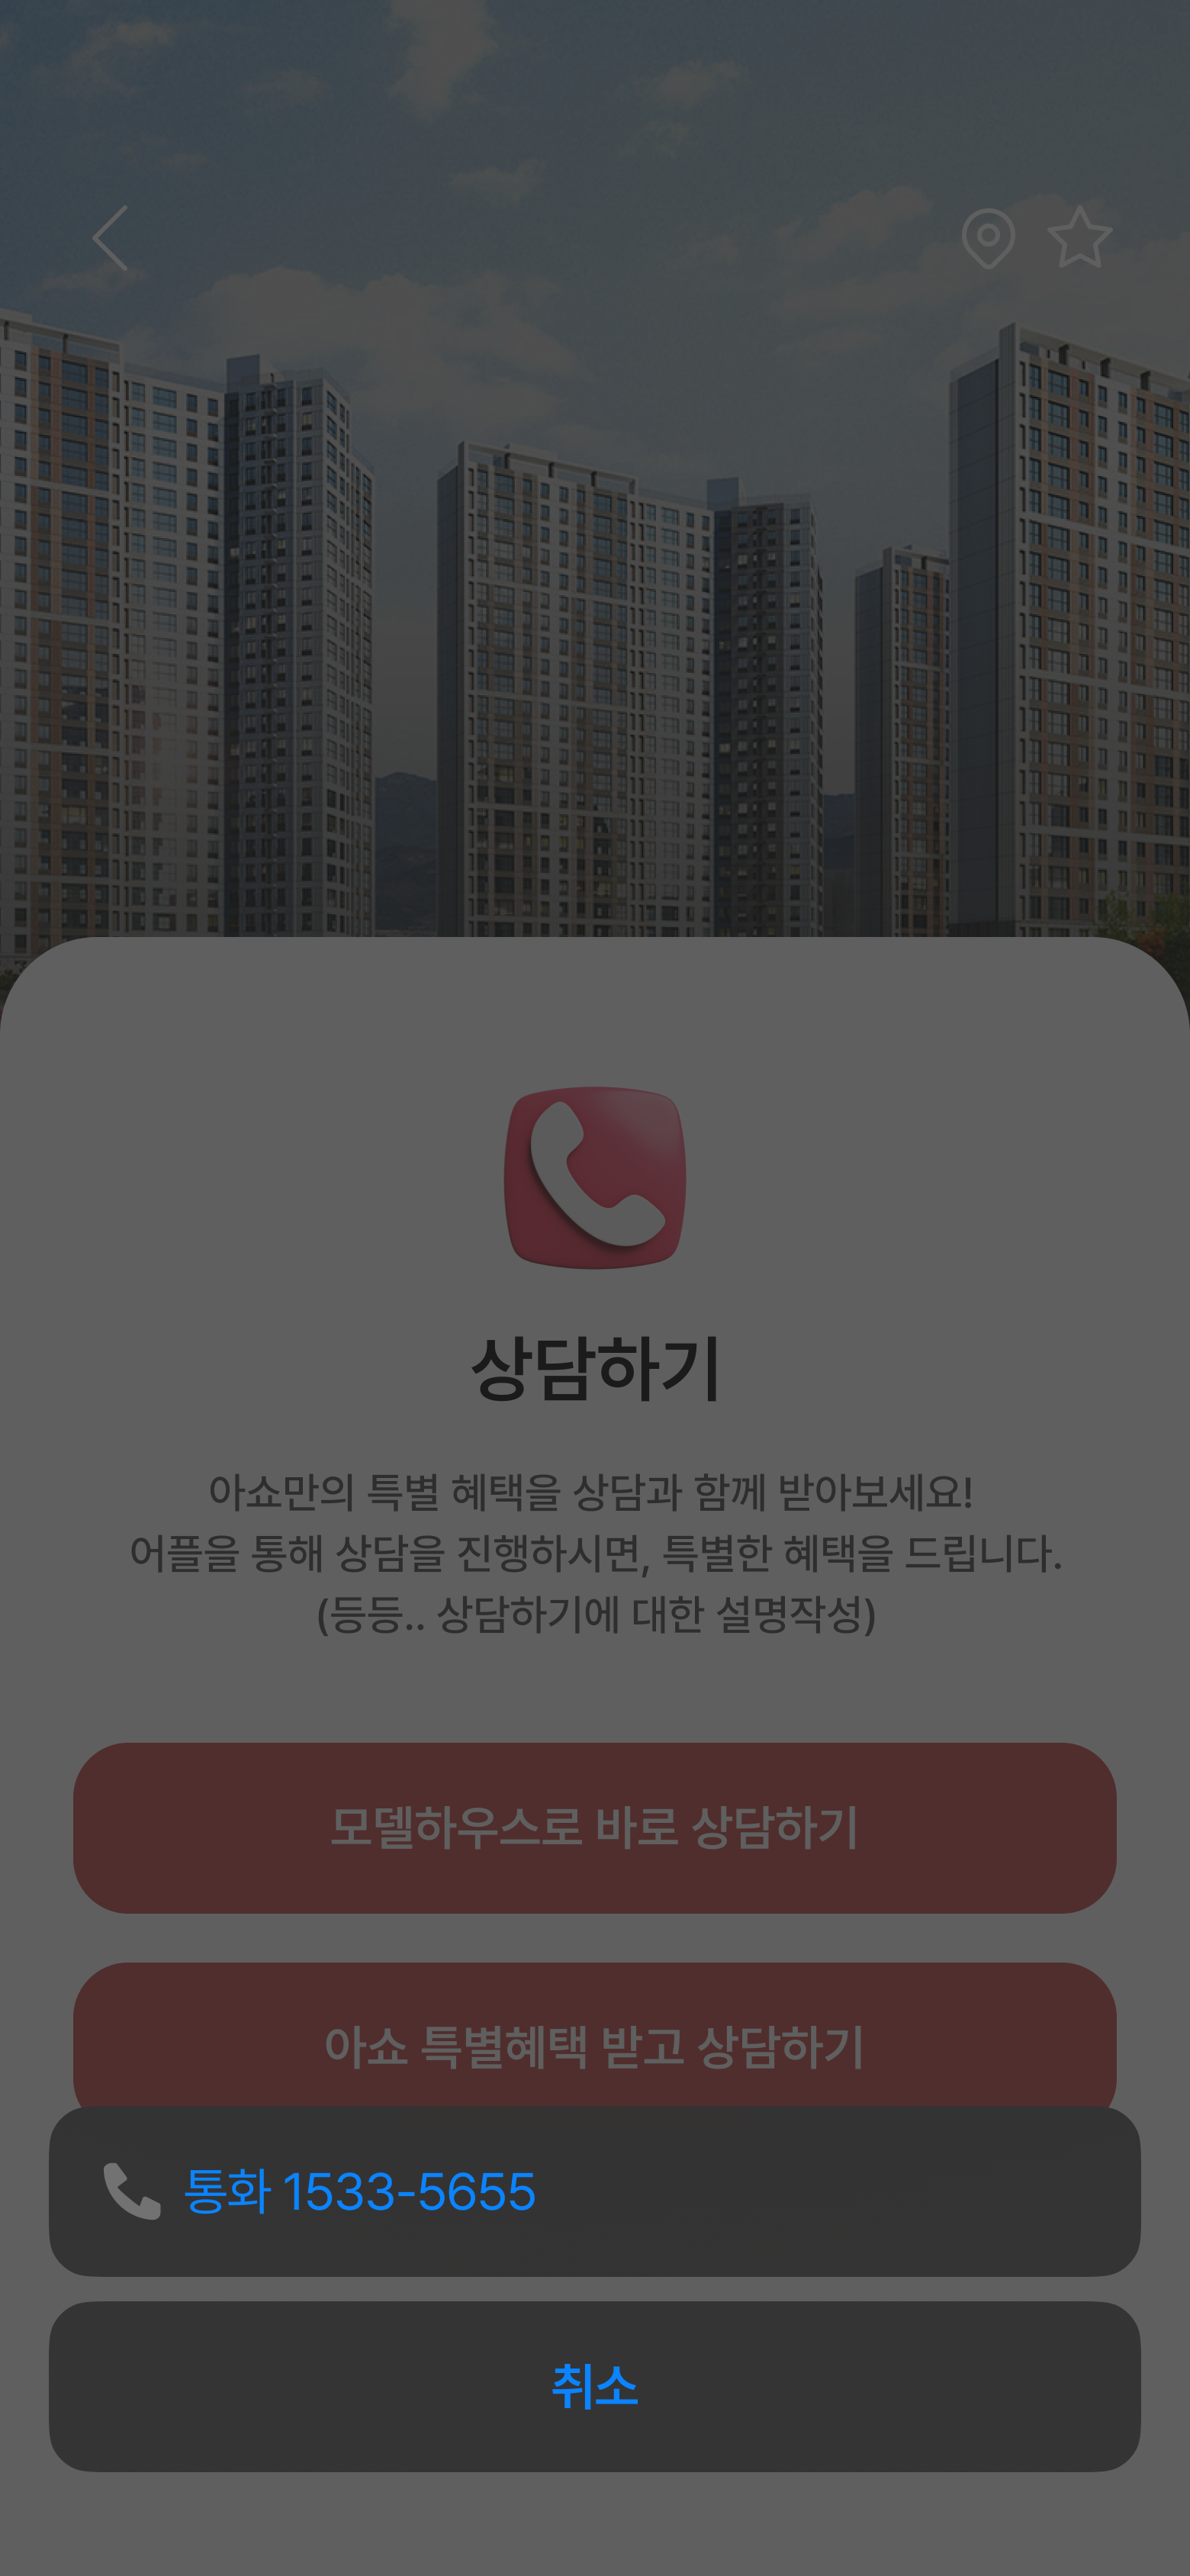 상담하기
아쇼만의 특별 혜택을 상담과 함께 받아보세요!
어플을 통해 상담을 진행하시면, 특별한 혜택을 드립니다.
(등등.. 상담하기에 대한 설명작성)
모델하우스로 바로 상담하기
아쇼 특별혜택 받고 상담하기
통화 1533-5655
취소